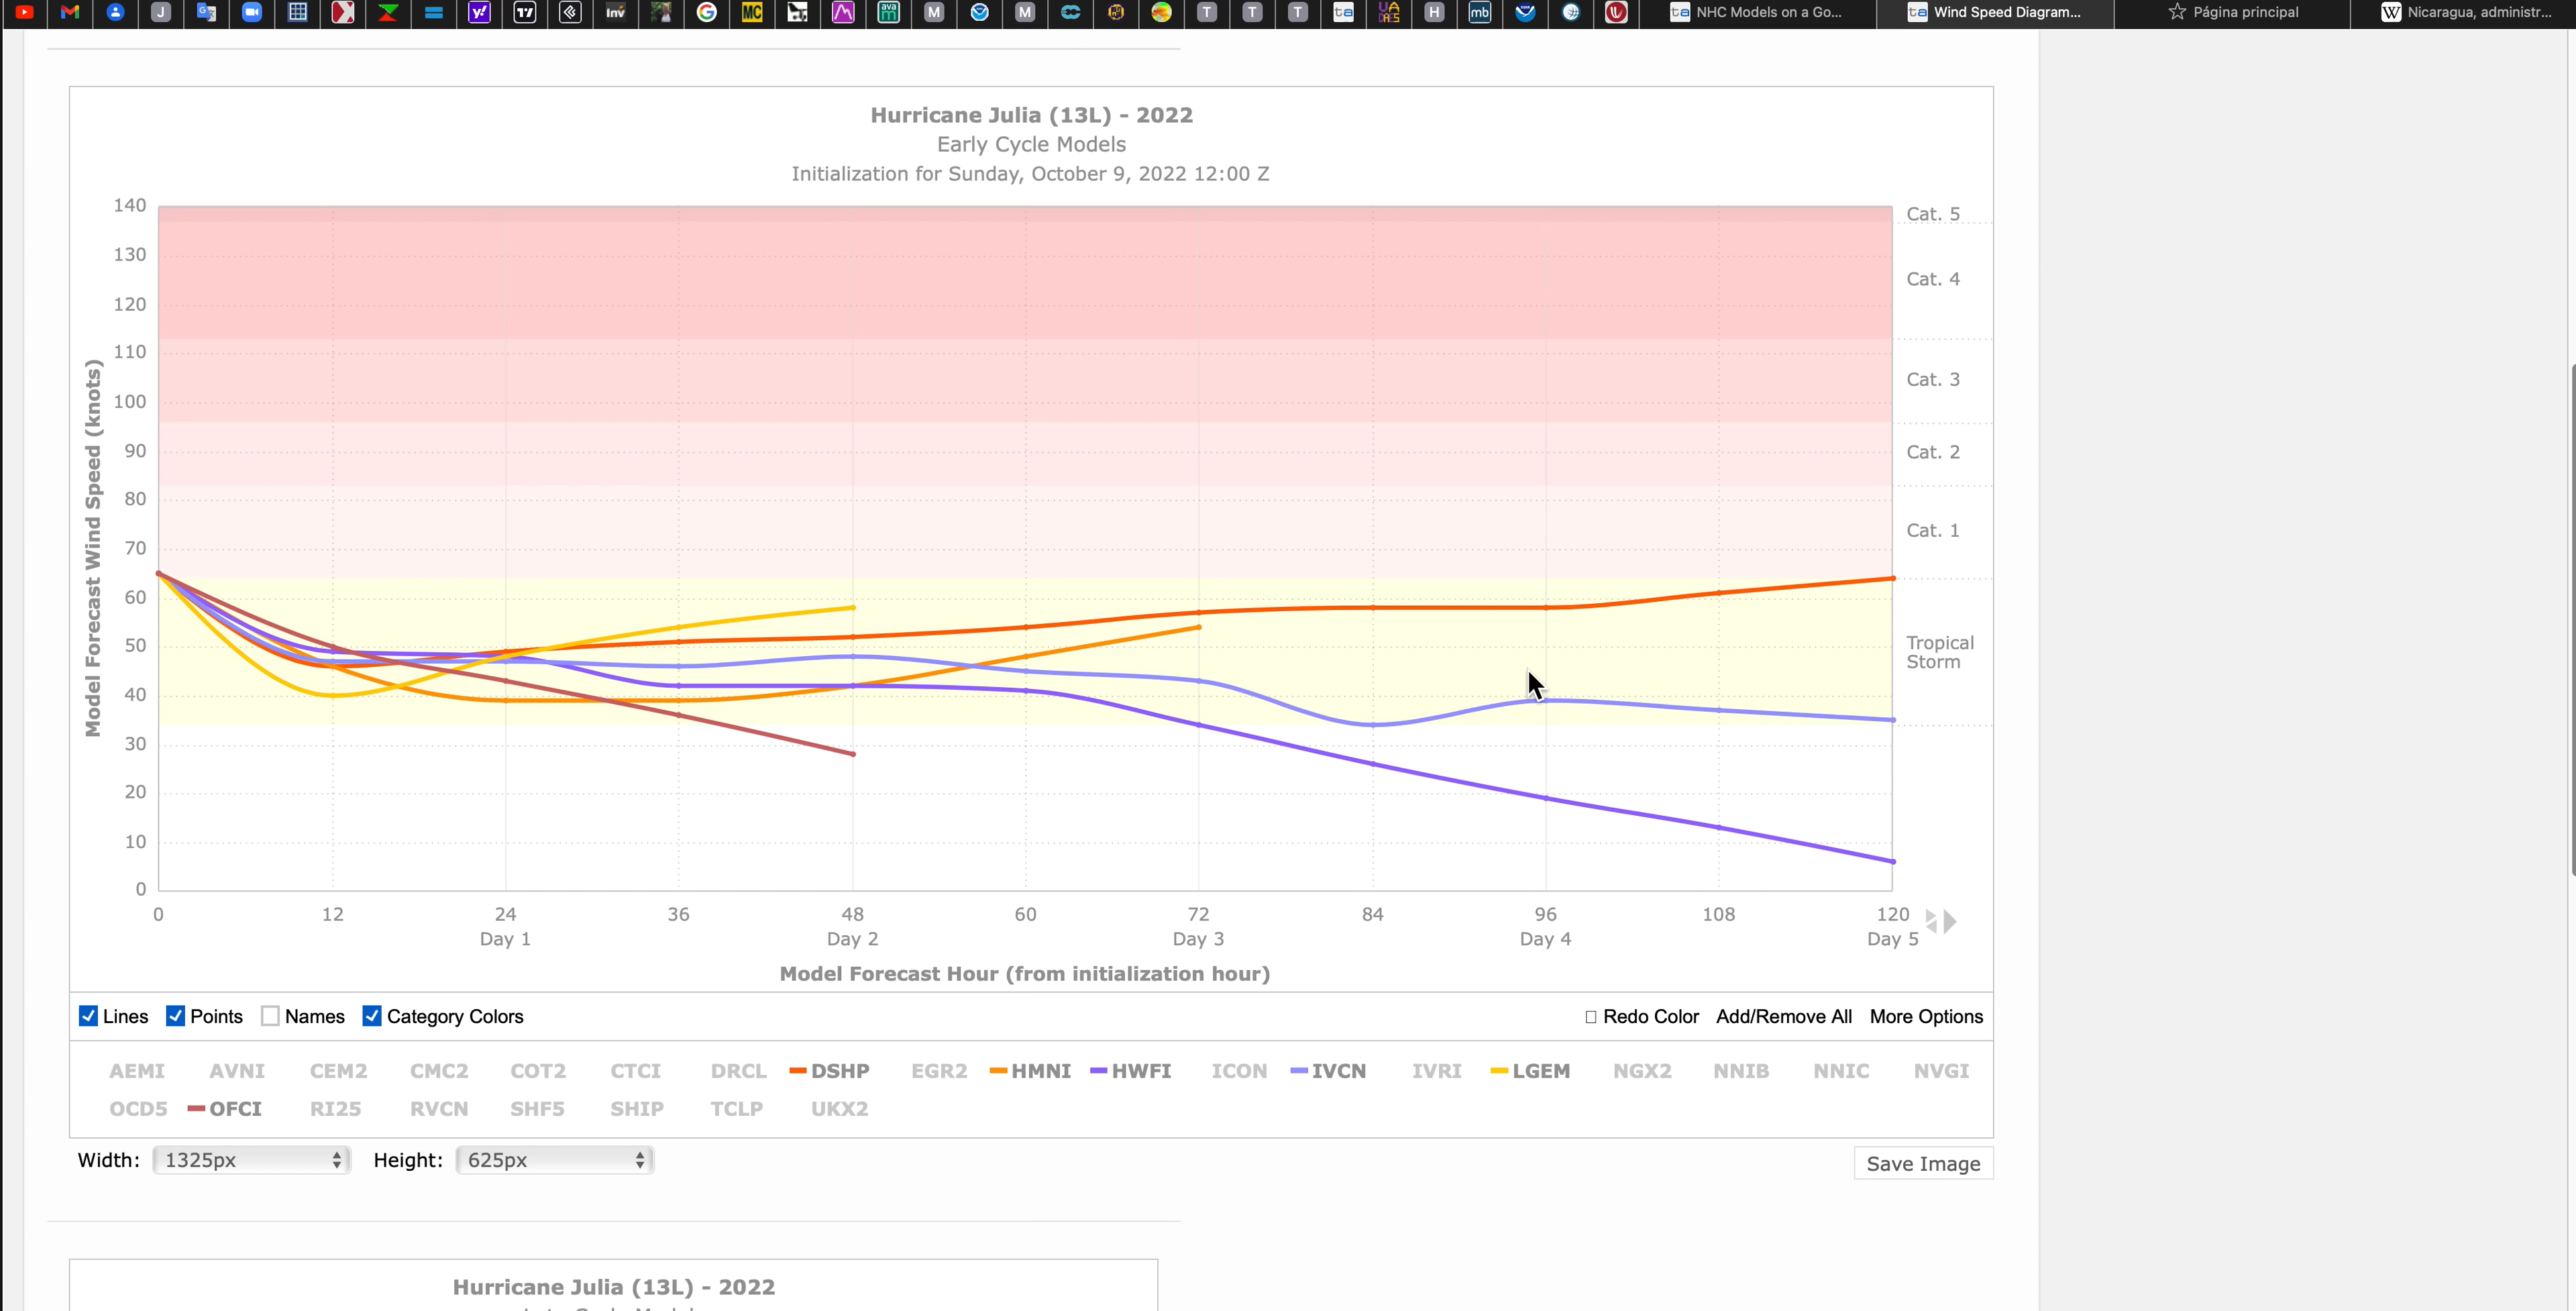 NHC Models on a Go...
Wind Speed Diagram...
Página principal
Nicaragua, administr...
Hurricane Julia (13L) - 2022
Early Cycle Models
Initialization for Sunday, October 9, 2022 12:00 Z
Model Forecast Wind Speed (knots)
140
130
120
110
100
90
80
70
60
50
40
30
20
10
0
Cat. 5
Cat. 4
Cat. 3
Cat. 2
Cat. 1
Tropical
Storm
0 12 24 36 48 60 72 84 96 108 120
Day 1 Day 2 Day 3 Day 4 Day 5
Model Forecast Hour (from initialization hour)
Lines Points Names Category Colors Redo Color Add/Remove All More Options
AEMI AVNI CEM2 CMC2 COT2 CTCI DRCL DSHP EGR2 HMNI HWFI ICON IVCN IVRI LGEM NGX2 NNIB NNIC NVGI
OCD5 OFCI RI25 RVCN SHF5 SHIP TCLP UKX2
Width: 1325px Height: 625px Save Image
Hurricane Julia (13L) - 2022